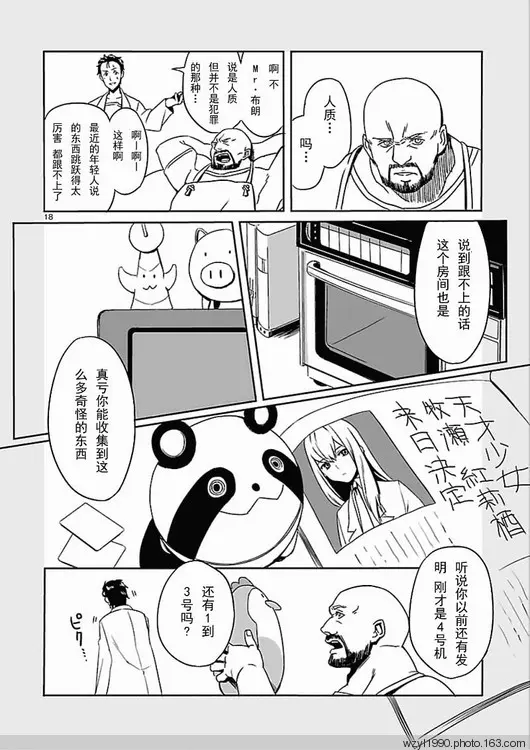 人质…
…吗
啊 不
Mr·布朗
说是人质
但并不是犯罪
的那种…
啊—啊—
这样啊
最近的年轻人说
的东西跳跃得太
厉害 都跟不上了
18
说到跟不上的话
这个房间也是
真亏你能收集到这
么多奇怪的东西
天才少女
牧瀬 紅莉栖
来日决定
听说你以前还有发
明 刚才是4号机
还有1到
3号吗?
ピク…
www.wzyl1990.photo.163.com